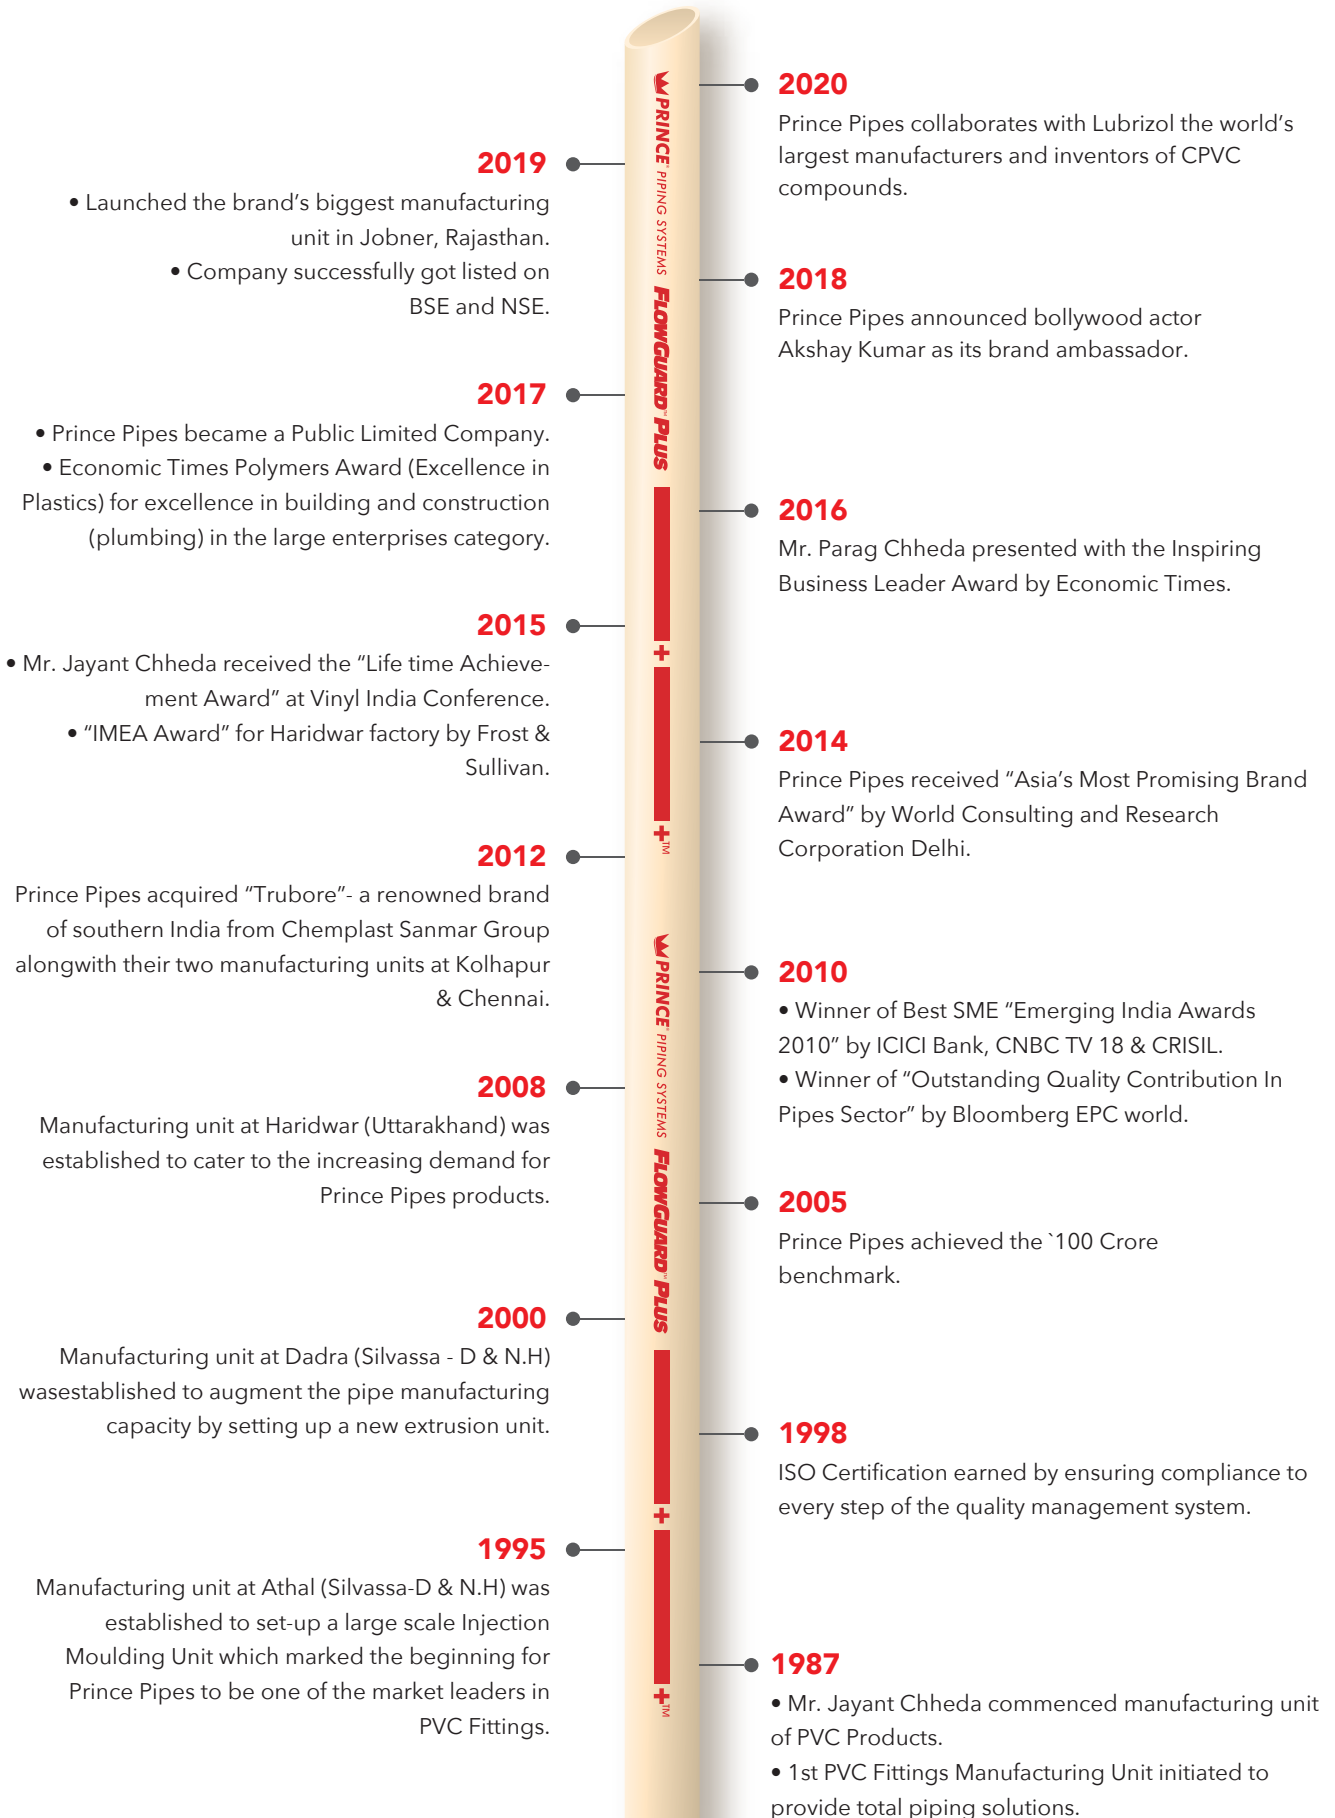 2020
Prince Pipes collaborates with Lubrizol the world's
largest manufacturers and inventors of CPVC
compounds.
2019
• Launched the brand's biggest manufacturing
unit in Jobner, Rajasthan.
• Company successfully got listed on
BSE and NSE.
2018
Prince Pipes announced bollywood actor
Akshay Kumar as its brand ambassador.
2017
• Prince Pipes became a Public Limited Company.
• Economic Times Polymers Award (Excellence in
Plastics) for excellence in building and construction
(plumbing) in the large enterprises category.
2016
Mr. Parag Chheda presented with the Inspiring
Business Leader Award by Economic Times.
2015
• Mr. Jayant Chheda received the “Life time Achieve-
ment Award” at Vinyl India Conference.
• “IMEA Award” for Haridwar factory by Frost &
Sullivan.
2014
Prince Pipes received “Asia's Most Promising Brand
Award” by World Consulting and Research
Corporation Delhi.
2012
Prince Pipes acquired “Trubore”- a renowned brand
of southern India from Chemplast Sanmar Group
alongwith their two manufacturing units at Kolhapur
& Chennai.
2010
• Winner of Best SME “Emerging India Awards
2010” by ICICI Bank, CNBC TV 18 & CRISIL.
• Winner of “Outstanding Quality Contribution In
Pipes Sector” by Bloomberg EPC world.
2008
Manufacturing unit at Haridwar (Uttarakhand) was
established to cater to the increasing demand for
Prince Pipes products.
2005
Prince Pipes achieved the `100 Crore
benchmark.
2000
Manufacturing unit at Dadra (Silvassa - D & N.H)
wasestablished to augment the pipe manufacturing
capacity by setting up a new extrusion unit.
1998
ISO Certification earned by ensuring compliance to
every step of the quality management system.
1995
Manufacturing unit at Athal (Silvassa-D & N.H) was
established to set-up a large scale Injection
Moulding Unit which marked the beginning for
Prince Pipes to be one of the market leaders in
PVC Fittings.
1987
• Mr. Jayant Chheda commenced manufacturing unit
of PVC Products.
• 1st PVC Fittings Manufacturing Unit initiated to
provide total piping solutions.
PRINCE® PIPING SYSTEMS FLOWGUARD™ PLUS + +™
PRINCE® PIPING SYSTEMS FLOWGUARD™ PLUS + +™